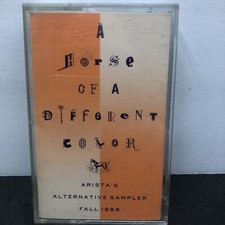 A
HorSE
OF A
DiffErENT
COLOR
ARISTA'S
ALTERNATIVE SAMPLER
FALL 1988